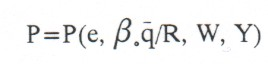 P=P(e, β.q̄/R, W, Y)